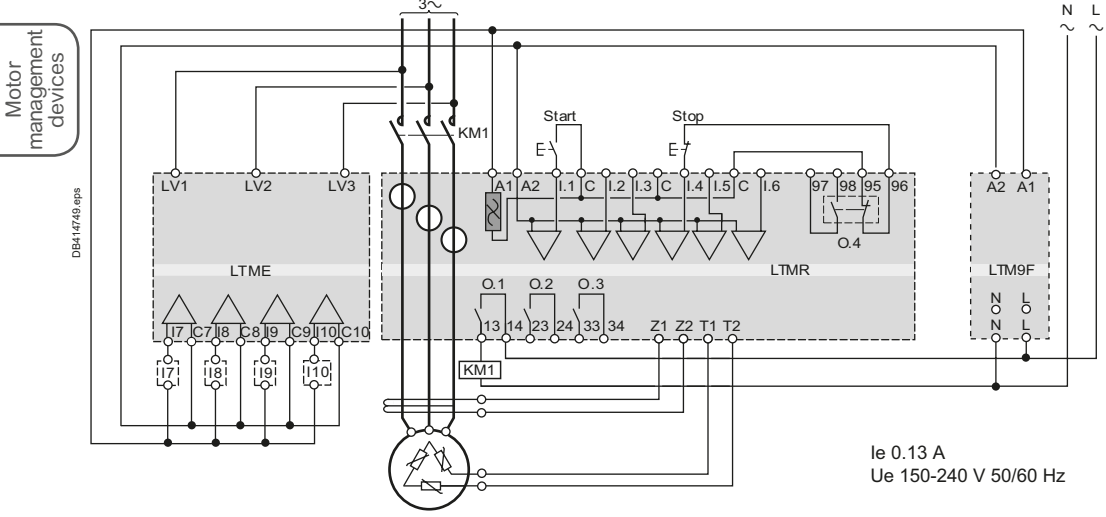 3~
N L
~ ~
Motor
management
devices
DB414749.eps
Start
Stop
KM1
LV1 LV2 LV3
A1 A2 I.1 C I.2 I.3 C I.4 I.5 C I.6 97 98 95 96
A2 A1
O.4
LTME
LTMR
LTM9F
O.1 O.2 O.3
N L
I7 C7 I8 C8 I9 C9 I10 C10
13 14 23 24 33 34 Z1 Z2 T1 T2
N L
I7 I8 I9 I10
KM1
Ie 0.13 A
Ue 150-240 V 50/60 Hz